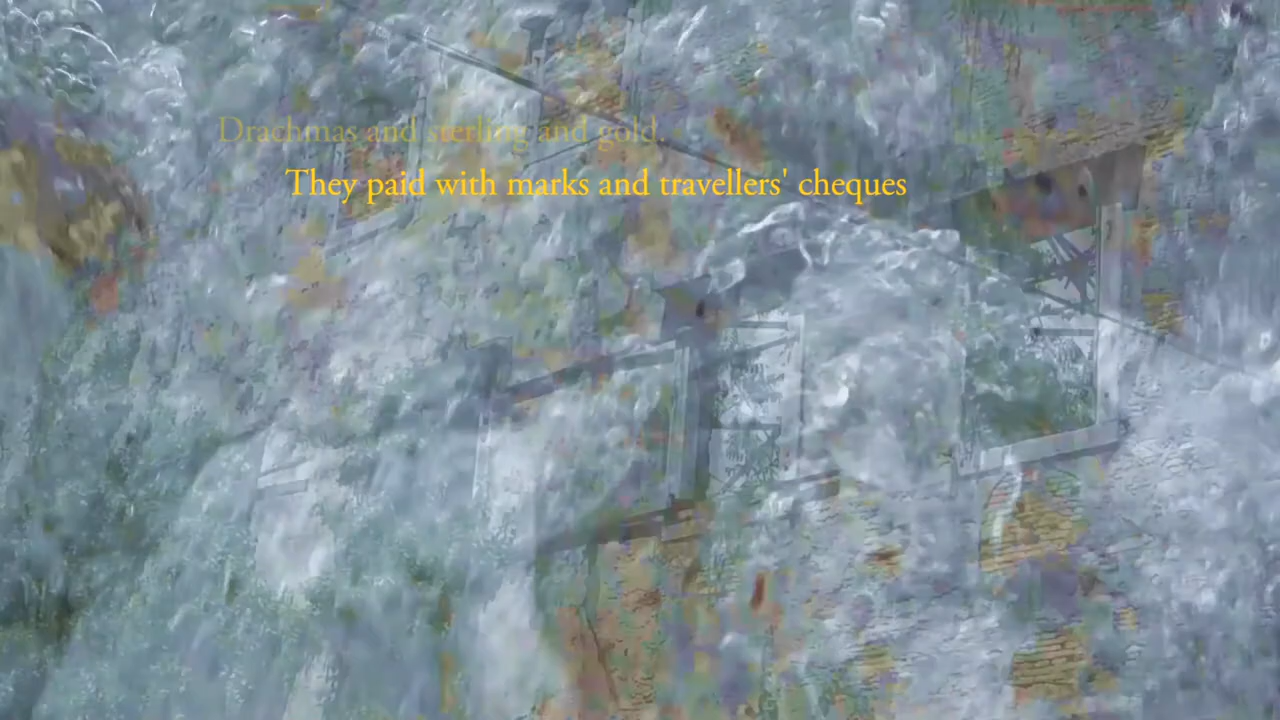 Drachmas and sterling and gold.
They paid with marks and travellers' cheques